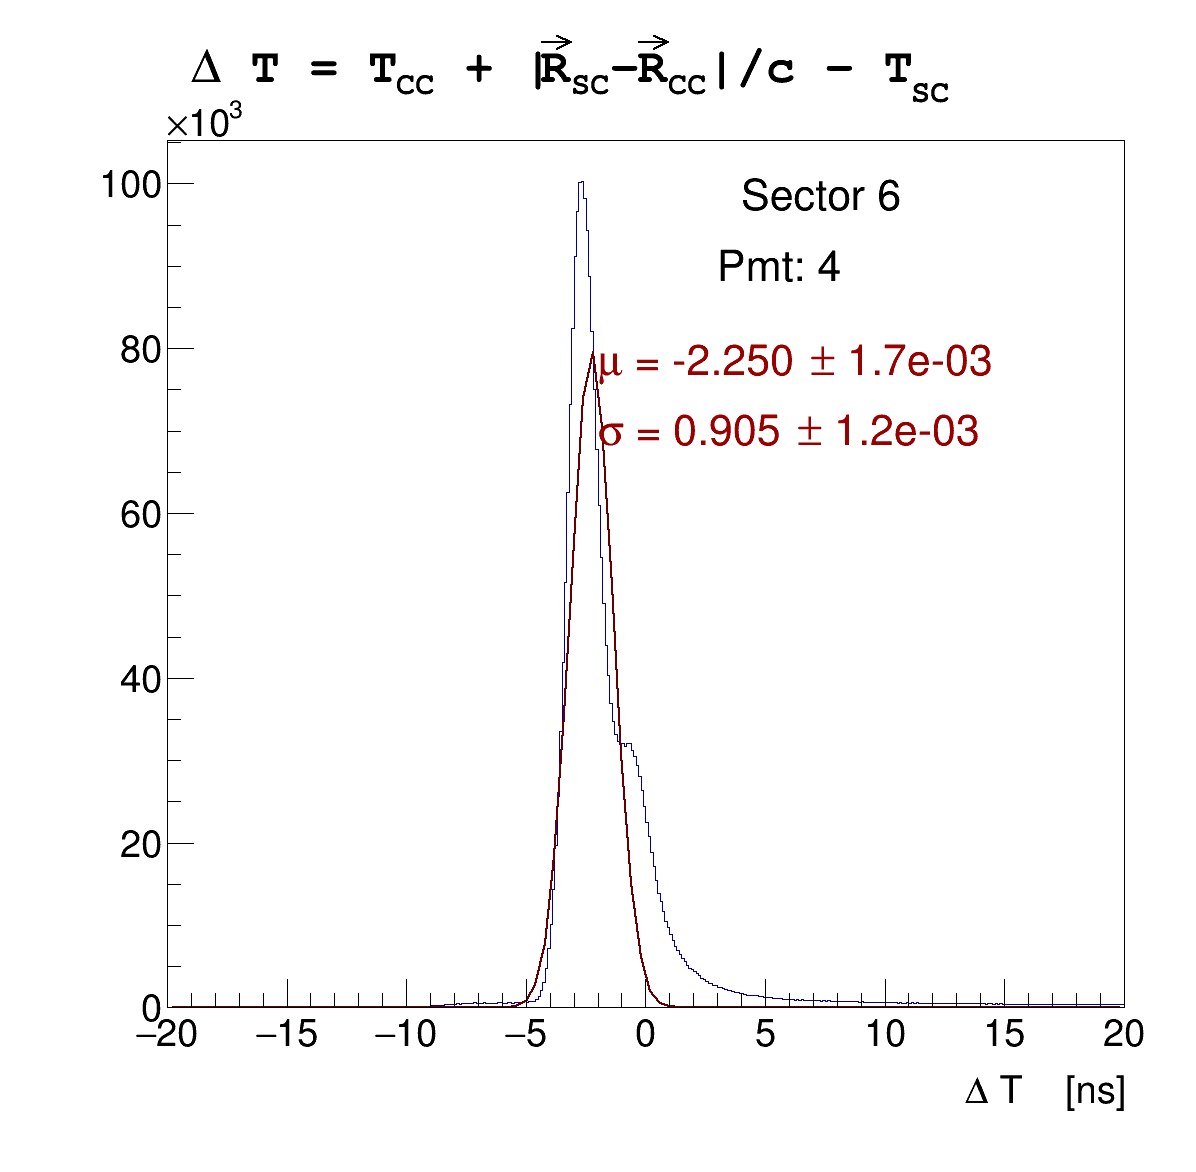 Δ T = T_CC + |R⃗_SC−R⃗_CC|/c − T_SC
×10³
Sector 6
Pmt: 4
μ = -2.250 ± 1.7e-03
σ = 0.905 ± 1.2e-03
100
80
60
40
20
0
−20 −15 −10 −5 0 5 10 15 20
Δ T [ns]